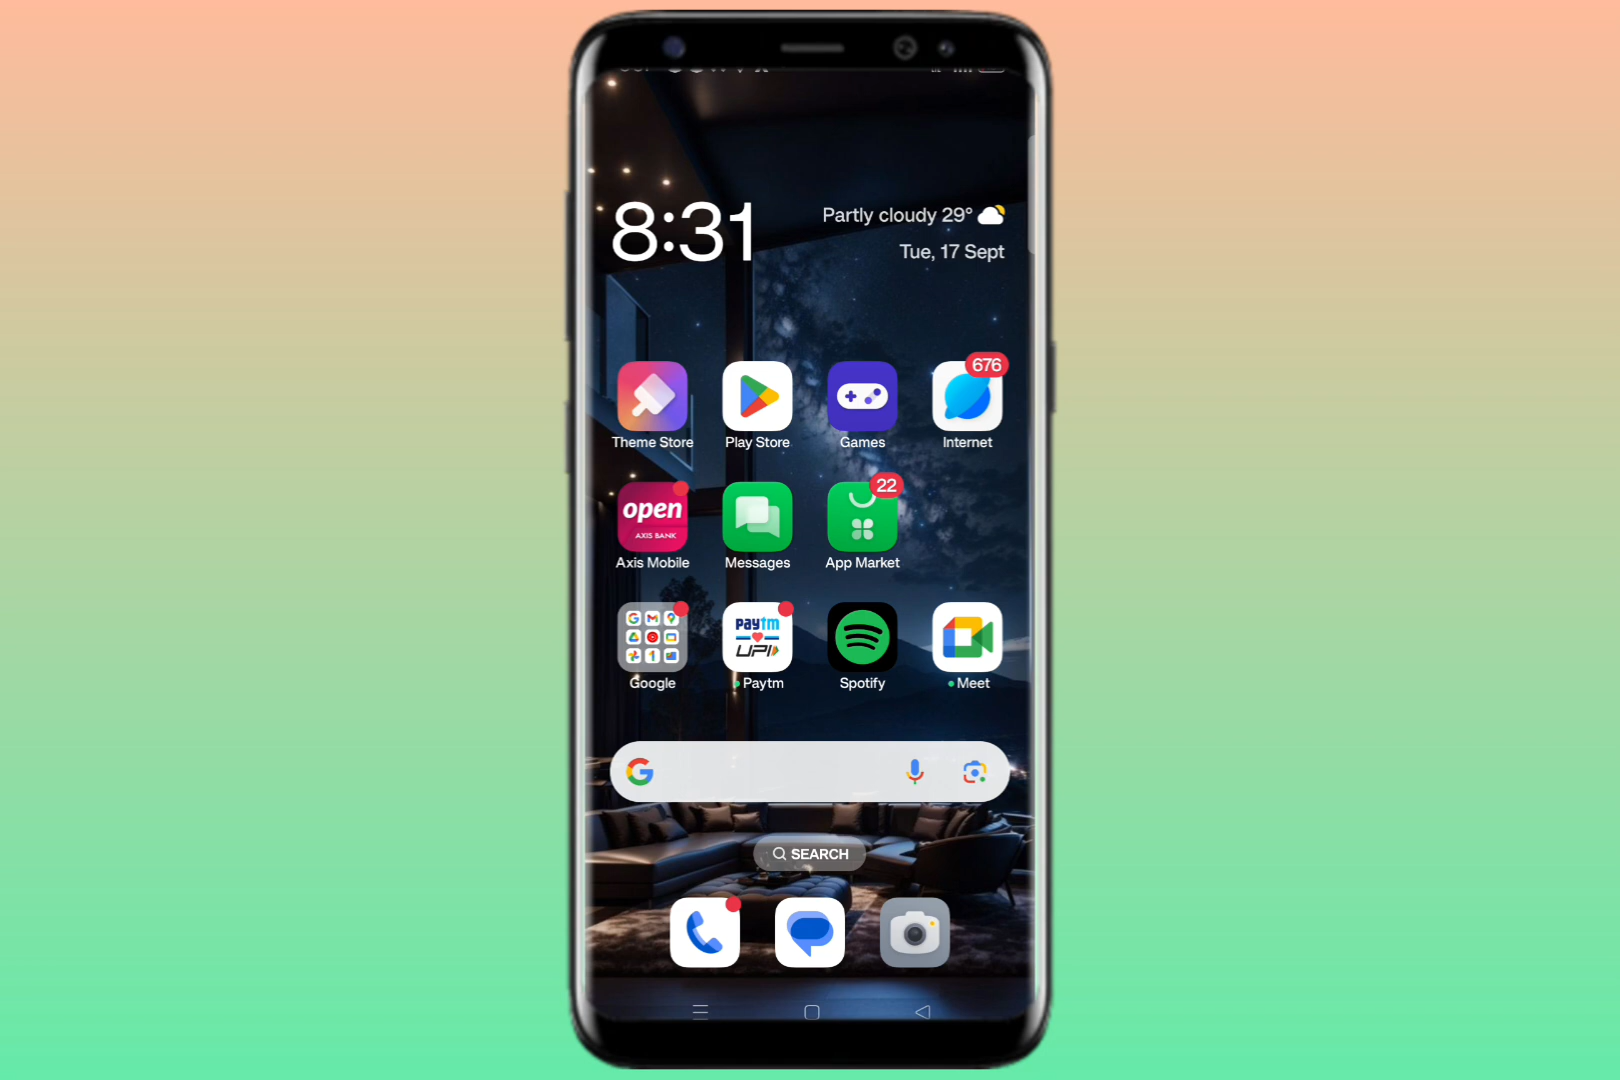 8:31
Partly cloudy 29°
Tue, 17 Sept
676
Theme Store
Play Store
Games
Internet
22
open
AXIS BANK
Axis Mobile
Messages
App Market
paytm
UPI
Google
Paytm
Spotify
Meet
SEARCH